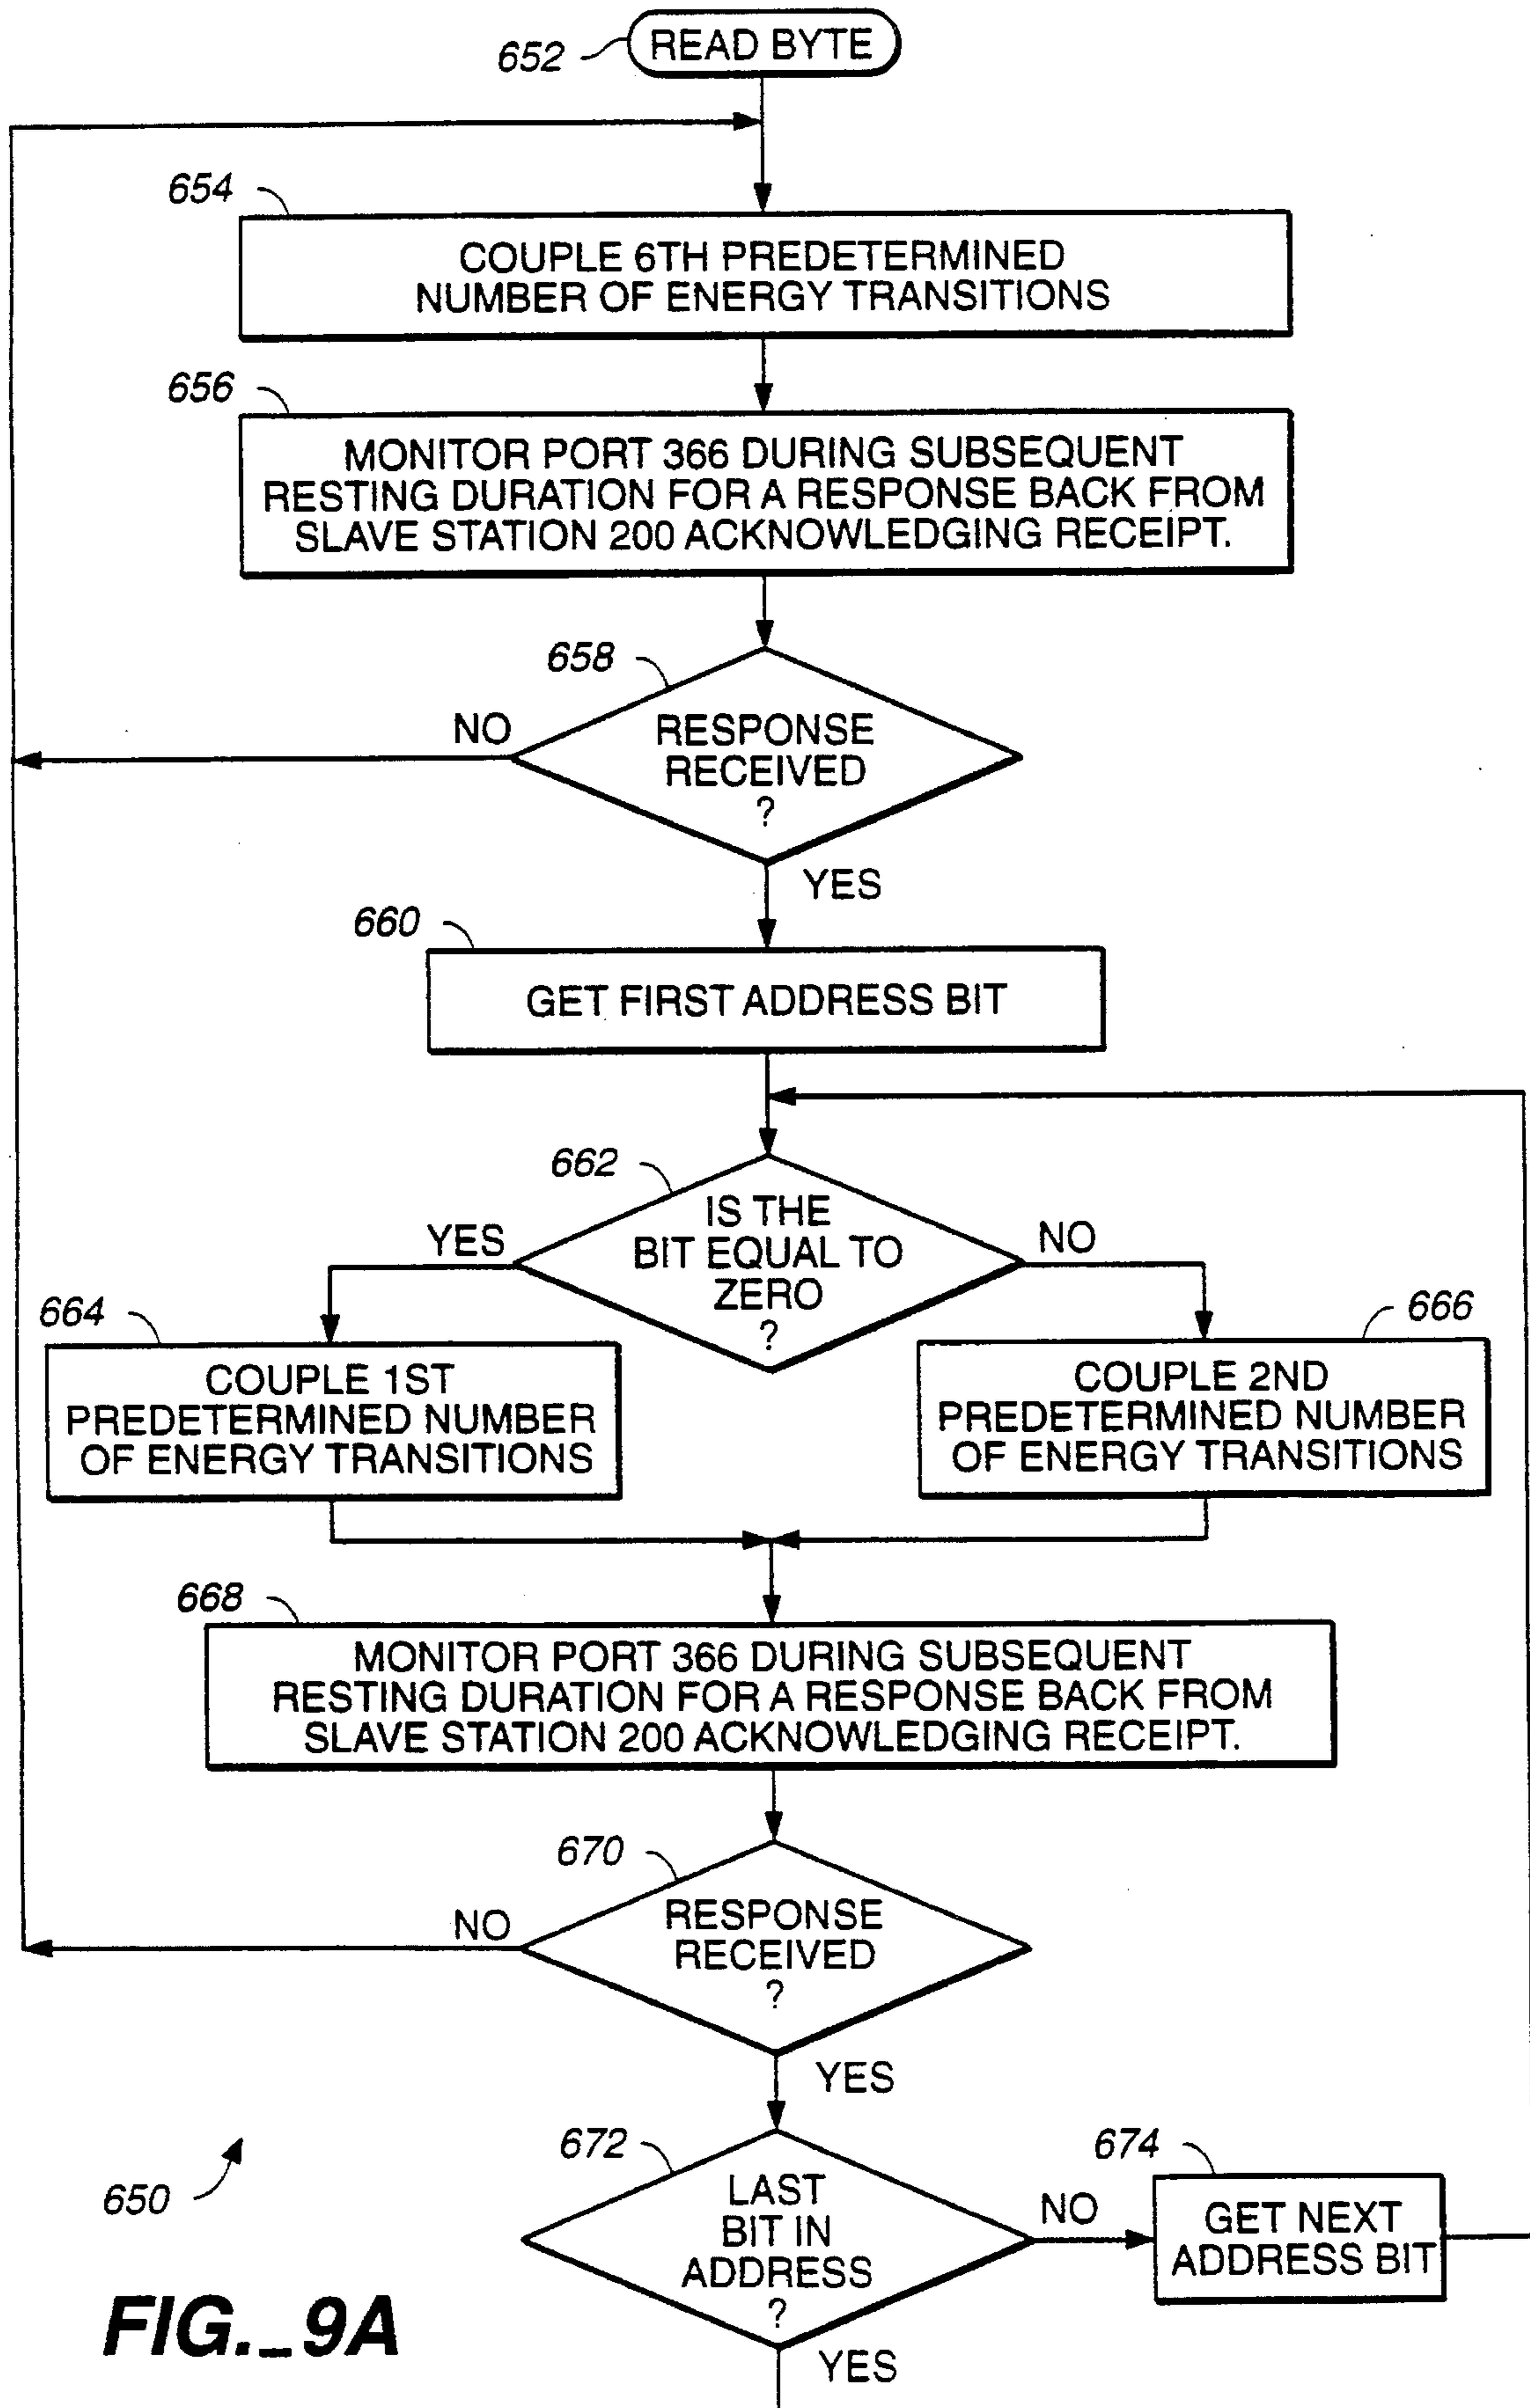 652
READ BYTE
654
COUPLE 6TH PREDETERMINED
NUMBER OF ENERGY TRANSITIONS
656
MONITOR PORT 366 DURING SUBSEQUENT
RESTING DURATION FOR A RESPONSE BACK FROM
SLAVE STATION 200 ACKNOWLEDGING RECEIPT.
658
NO
RESPONSE
RECEIVED
?
YES
660
GET FIRST ADDRESS BIT
662
YES
IS THE
BIT EQUAL TO
ZERO
?
NO
664
COUPLE 1ST
PREDETERMINED NUMBER
OF ENERGY TRANSITIONS
666
COUPLE 2ND
PREDETERMINED NUMBER
OF ENERGY TRANSITIONS
668
MONITOR PORT 366 DURING SUBSEQUENT
RESTING DURATION FOR A RESPONSE BACK FROM
SLAVE STATION 200 ACKNOWLEDGING RECEIPT.
670
NO
RESPONSE
RECEIVED
?
YES
672
LAST
BIT IN
ADDRESS
?
NO
674
GET NEXT
ADDRESS BIT
YES
650
FIG._9A